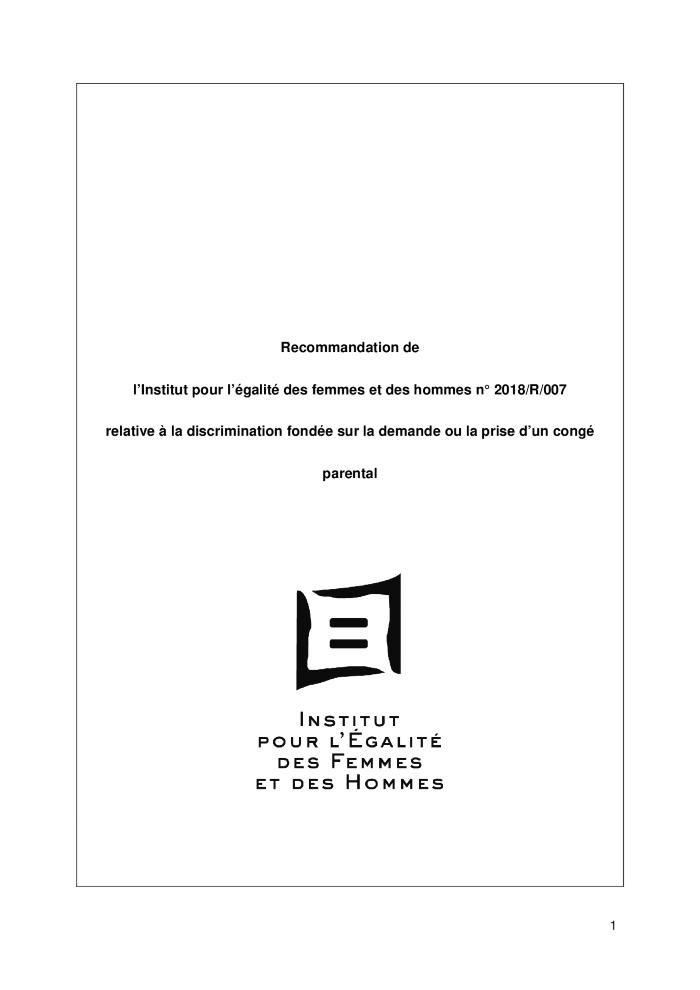 Recommandation de
l’Institut pour l’égalité des femmes et des hommes n° 2018/R/007
relative à la discrimination fondée sur la demande ou la prise d’un congé
parental
INSTITUT
POUR L’ÉGALITÉ
DES FEMMES
ET DES HOMMES
1